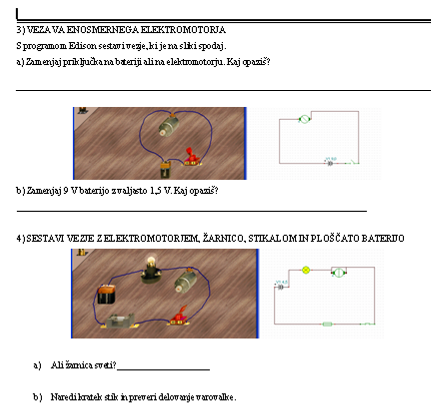 3) VEZAVA ENOSMERNEGA ELEKTROMOTORJA
S programom Edison sestavi vezje, ki je na sliki spodaj.
a) Zamenjaj priključka na bateriji ali na elektromotorju. Kaj opaziš?
b) Zamenjaj 9 V baterijo z valjasto 1,5 V. Kaj opaziš?
4) SESTAVI VEZJE Z ELEKTROMOTORJEM, ŽARNICO, STIKALOM IN PLOŠČATO BATERIJO
a) Ali žarnica sveti?
b) Naredi kratek stik in preveri delovanje varovalke.